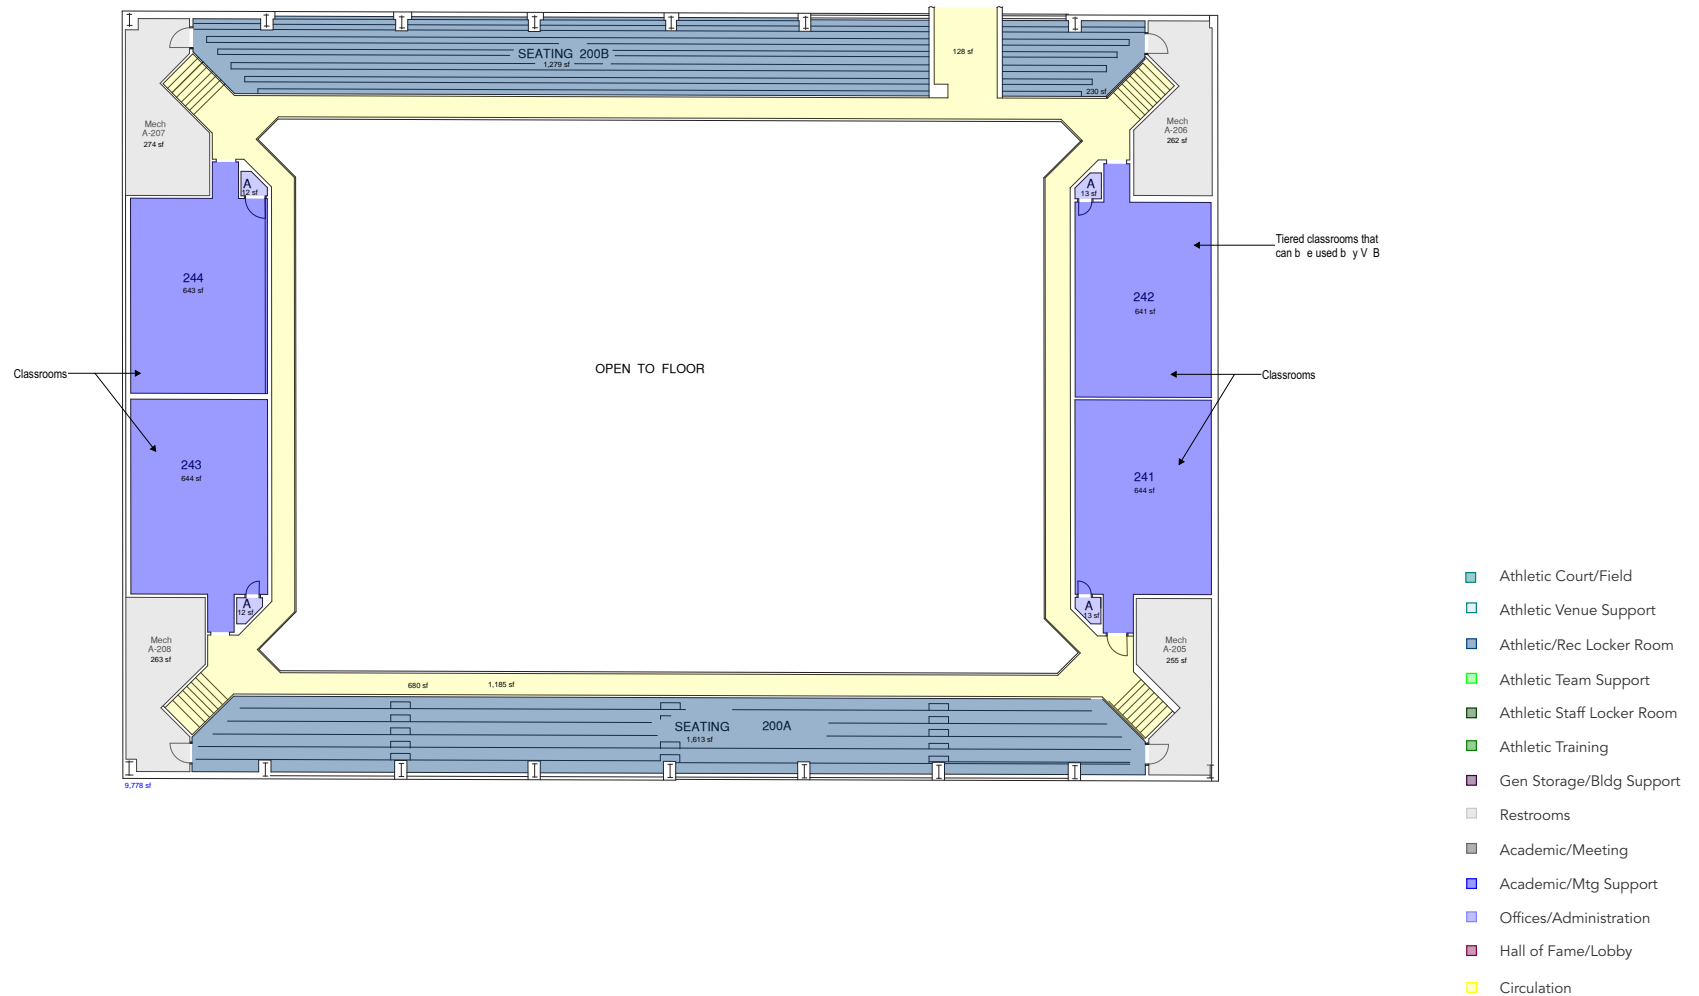 SEATING 200B
1,279 sf
128 sf
230 sf
Mech
A-207
274 sf
Mech
A-206
262 sf
A
12 sf
A
13 sf
Tiered classrooms that
can b e used b y V B
244
643 sf
242
641 sf
OPEN TO FLOOR
Classrooms
Classrooms
243
644 sf
241
644 sf
A
12 sf
A
13 sf
Mech
A-208
263 sf
Mech
A-205
255 sf
680 sf
1,185 sf
SEATING 200A
1,613 sf
9,778 sf
Athletic Court/Field
Athletic Venue Support
Athletic/Rec Locker Room
Athletic Team Support
Athletic Staff Locker Room
Athletic Training
Gen Storage/Bldg Support
Restrooms
Academic/Meeting
Academic/Mtg Support
Offices/Administration
Hall of Fame/Lobby
Circulation